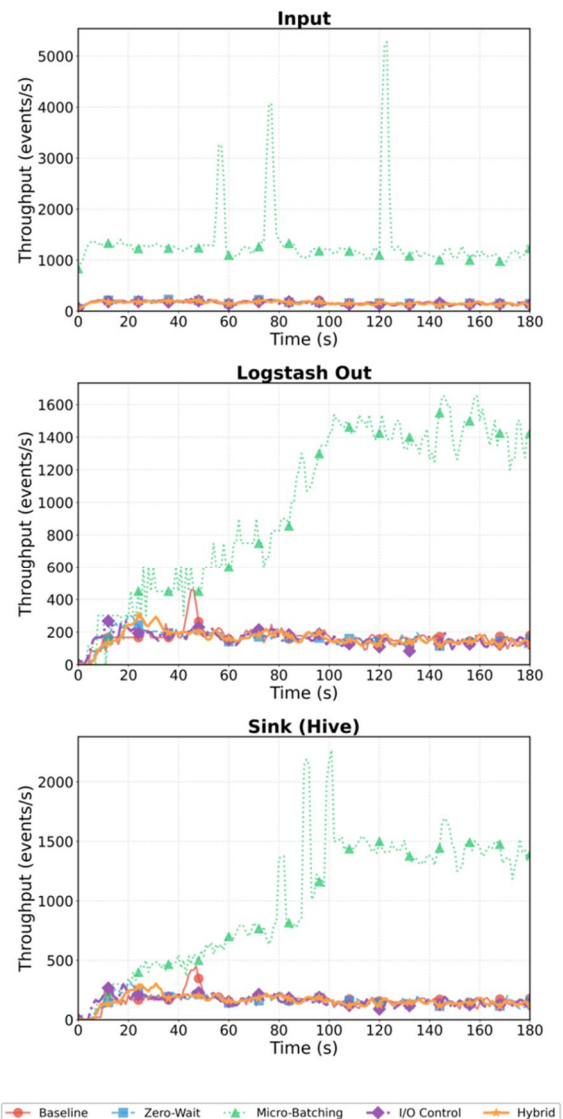 Input
Throughput (events/s)
5000
4000
3000
2000
1000
0
0 20 40 60 80 100 120 140 160 180
Time (s)
Logstash Out
Throughput (events/s)
1600
1400
1200
1000
800
600
400
200
0
0 20 40 60 80 100 120 140 160 180
Time (s)
Sink (Hive)
Throughput (events/s)
2000
1500
1000
500
0
0 20 40 60 80 100 120 140 160 180
Time (s)
Baseline Zero-Wait Micro-Batching I/O Control Hybrid